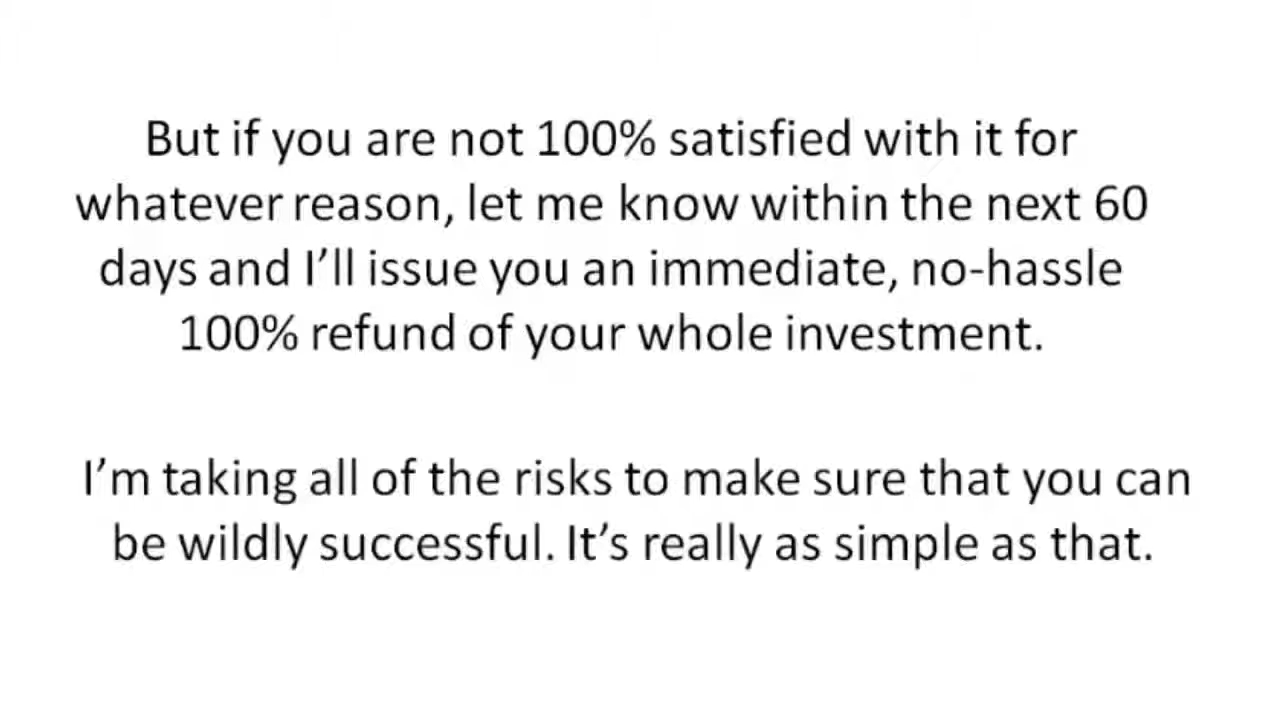 But if you are not 100% satisfied with it for
whatever reason, let me know within the next 60
days and I’ll issue you an immediate, no-hassle
100% refund of your whole investment.
I’m taking all of the risks to make sure that you can
be wildly successful. It’s really as simple as that.